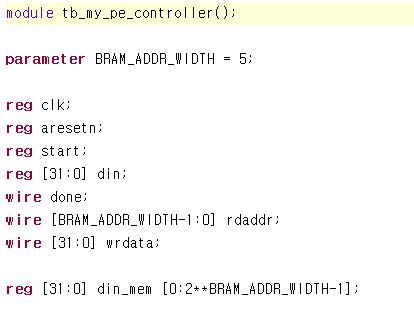 module tb_my_pe_controller();
parameter BRAM_ADDR_WIDTH = 5;
reg clk;
reg aresetn;
reg start;
reg [31:0] din;
wire done;
wire [BRAM_ADDR_WIDTH-1:0] rdaddr;
wire [31:0] wrdata;
reg [31:0] din_mem [0:2**BRAM_ADDR_WIDTH-1];